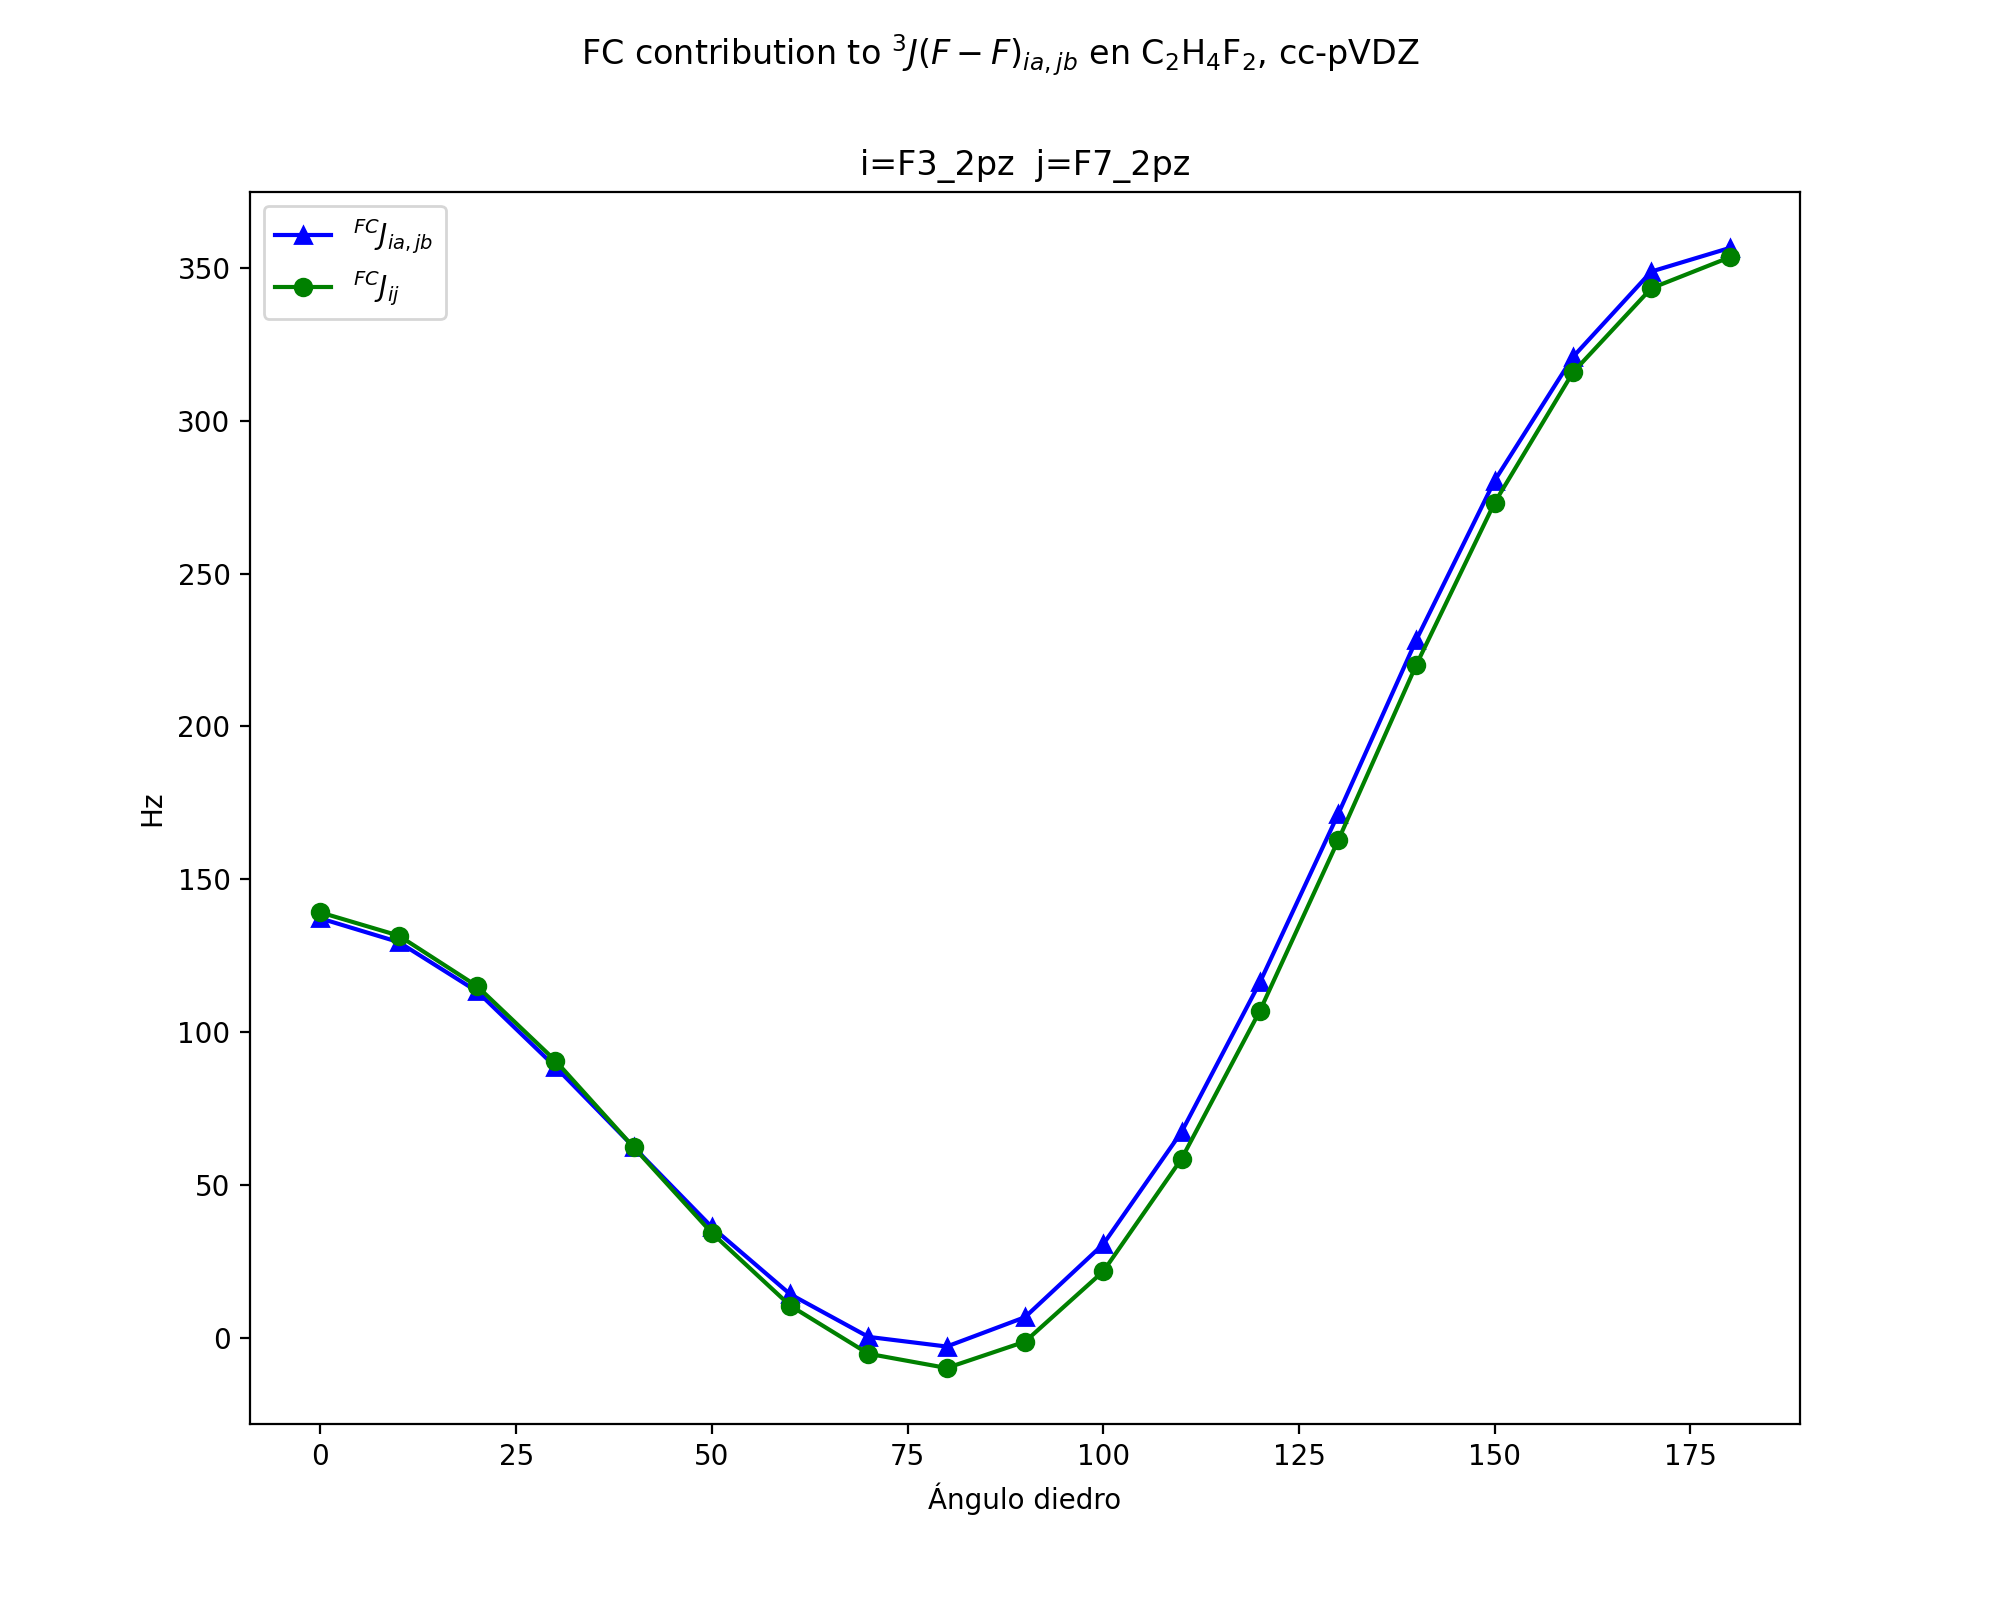 FC contribution to ³J(F − F)ᵢₐ,ⱼb en C₂H₄F₂, cc-pVDZ
i=F3_2pz j=F7_2pz
FCJia, jb
FCJij
350
300
250
200
150
100
50
0
Hz
0 25 50 75 100 125 150 175
Ángulo diedro